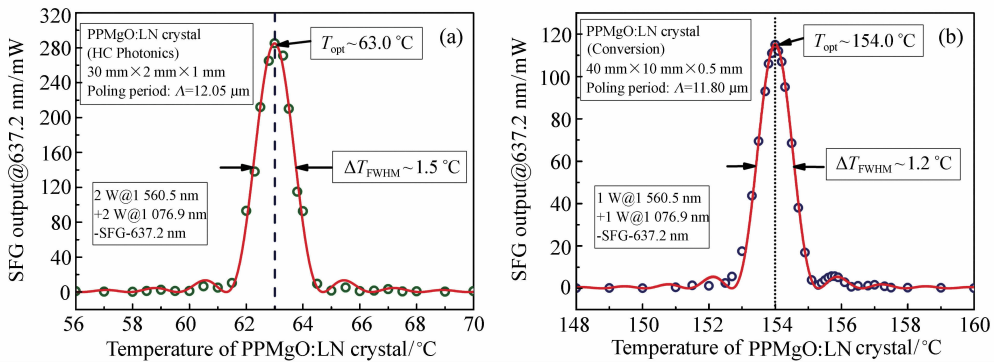 (a)
PPMgO:LN crystal
(HC Photonics)
30 mm×2 mm×1 mm
Poling period: Λ=12.05 μm
T opt ~63.0 °C
ΔT FWHM ~1.5 °C
2 W@1 560.5 nm
+2 W@1 076.9 nm
-SFG-637.2 nm
SFG output@637.2 nm/mW
320
280
240
200
160
120
80
40
0
56 58 60 62 64 66 68 70
Temperature of PPMgO:LN crystal/°C
(b)
PPMgO:LN crystal
(Conversion)
40 mm×10 mm×0.5 mm
Poling period: Λ=11.80 μm
T opt ~154.0 °C
ΔT FWHM ~1.2 °C
1 W@1 560.5 nm
+1 W@1 076.9 nm
-SFG-637.2 nm
SFG output@637.2 nm/mW
120
100
80
60
40
20
0
148 150 152 154 156 158 160
Temperature of PPMgO:LN crystal/°C